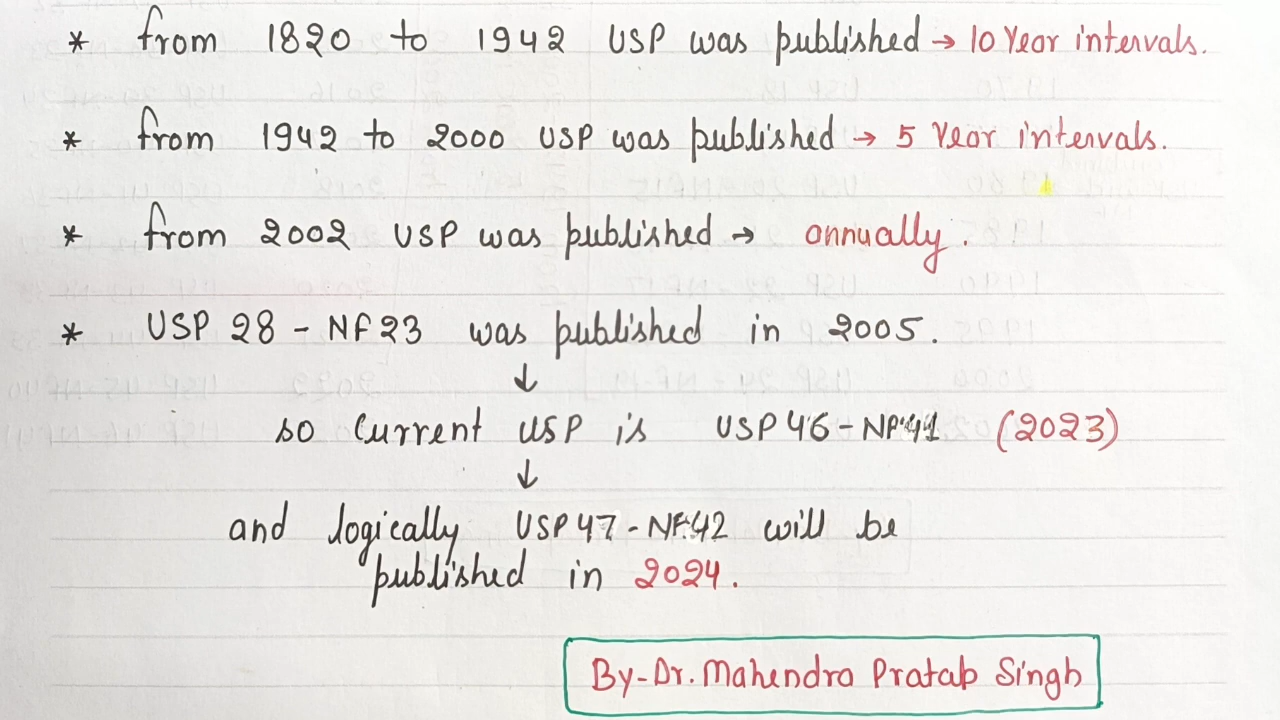 * from 1820 to 1942 USP was published → 10 Year intervals.
* from 1942 to 2000 USP was published → 5 Year intervals.
* from 2002 USP was published → annually.
* USP 28 - NF 23 was published in 2005.
↓
so Current USP is USP 46 - NF 41 (2023)
↓
and logically USP 47 - NF 42 will be
published in 2024.
By-Dr. Mahendra Pratap Singh